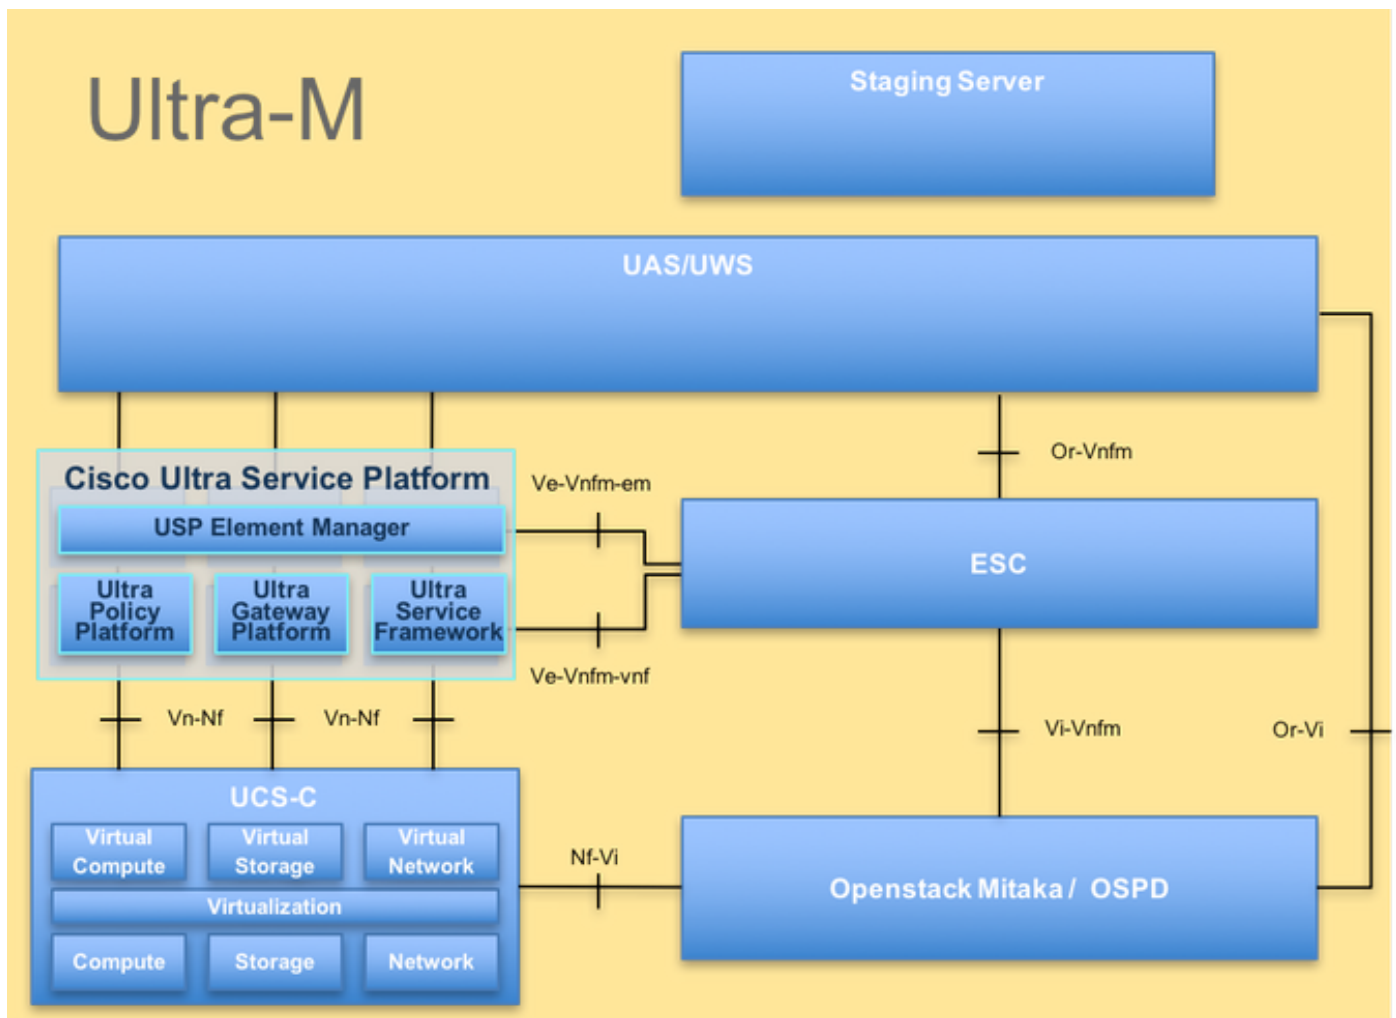 Ultra-M
Staging Server
UAS/UWS
Or-Vnfm
Cisco Ultra Service Platform
Ve-Vnfm-em
USP Element Manager
ESC
Ultra
Policy
Platform
Ultra
Gateway
Platform
Ultra
Service
Framework
Ve-Vnfm-vnf
Vn-Nf
Vn-Nf
Vi-Vnfm
Or-Vi
UCS-C
Virtual
Compute
Virtual
Storage
Virtual
Network
Nf-Vi
Openstack Mitaka / OSPD
Virtualization
Compute
Storage
Network